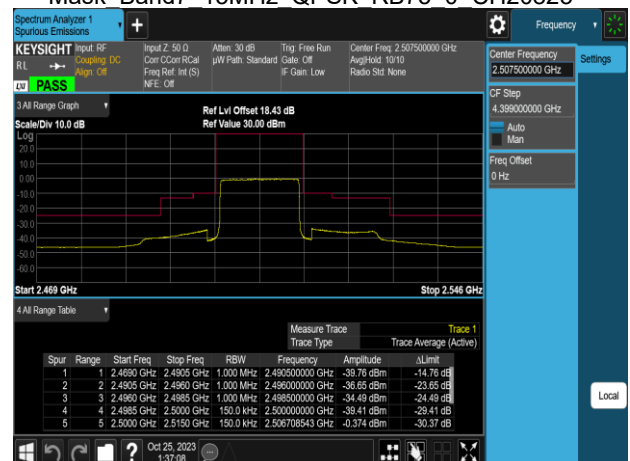 Mask_Band7_15MHz_QPSK_RB75_0_CH20825
Spectrum Analyzer 1
Spurious Emissions
Frequency
KEYSIGHT Input: RF Input Z: 50 Ω Atten: 30 dB Trig: Free Run Center Freq: 2.507500000 GHz
RL Coupling: DC Corr CCorr RCal µW Path: Standard Gate: Off Avg|Hold: 10/10
Align: Off Freq Ref: Int (S) IF Gain: Low Radio Std: None
LXI PASS NFE: Off
Center Frequency
2.507500000 GHz
Settings
CF Step
4.399000000 GHz
Auto
Man
Freq Offset
0 Hz
3 All Range Graph
Ref Lvl Offset 18.43 dB
Scale/Div 10.0 dB Ref Value 30.00 dBm
Log
20.0
10.0
0.00
-10.0
-20.0
-30.0
-40.0
-50.0
-60.0
Start 2.469 GHz Stop 2.546 GHz
4 All Range Table
Measure Trace Trace 1
Trace Type Trace Average (Active)
Spur Range Start Freq Stop Freq RBW Frequency Amplitude ΔLimit
1 1 2.4690 GHz 2.4905 GHz 1.000 MHz 2.490500000 GHz -39.76 dBm -14.76 dB
2 2 2.4905 GHz 2.4960 GHz 1.000 MHz 2.496000000 GHz -36.65 dBm -23.65 dB
3 3 2.4960 GHz 2.4985 GHz 1.000 MHz 2.498500000 GHz -34.49 dBm -24.49 dB
4 4 2.4985 GHz 2.5000 GHz 150.0 kHz 2.500000000 GHz -39.41 dBm -29.41 dB
5 5 2.5000 GHz 2.5150 GHz 150.0 kHz 2.506708543 GHz -0.374 dBm -30.37 dB
Local
Oct 25, 2023
1:37:08